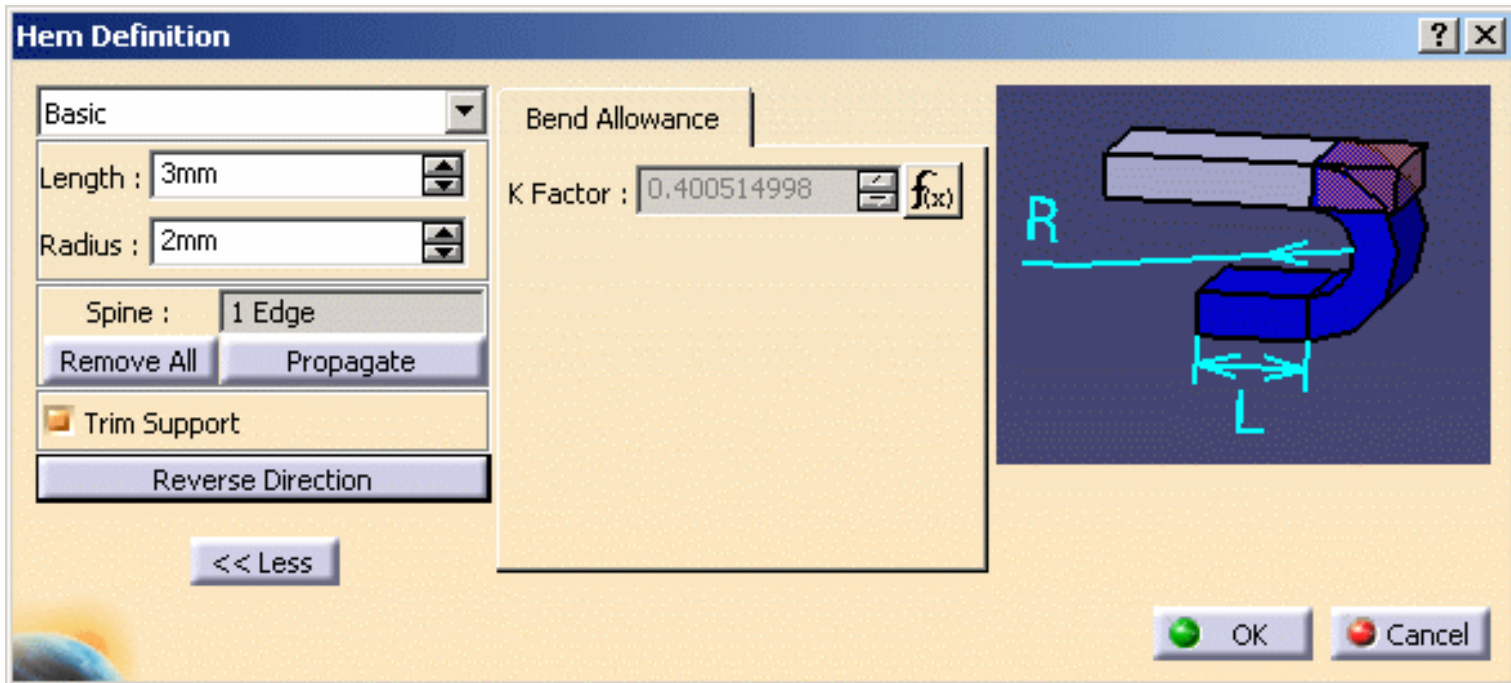 Hem Definition
? X
Basic
Length : 3mm
Radius : 2mm
Spine : 1 Edge
Remove All Propagate
Trim Support
Reverse Direction
<< Less
Bend Allowance
K Factor : 0.400514998 f(x)
R
L
OK Cancel